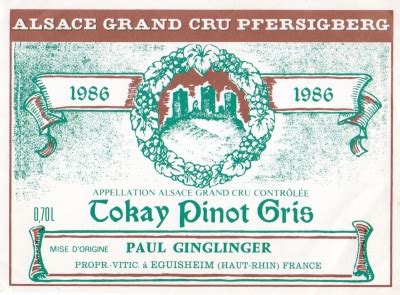 ALSACE GRAND CRU PFERSIGBERG
1986 1986
APPELLATION ALSACE GRAND CRU CONTRÔLÉE
0,70L Tokay Pinot Gris
MISE D'ORIGINE PAUL GINGLINGER
PROPR.-VITIC. à EGUISHEIM (HAUT-RHIN) FRANCE